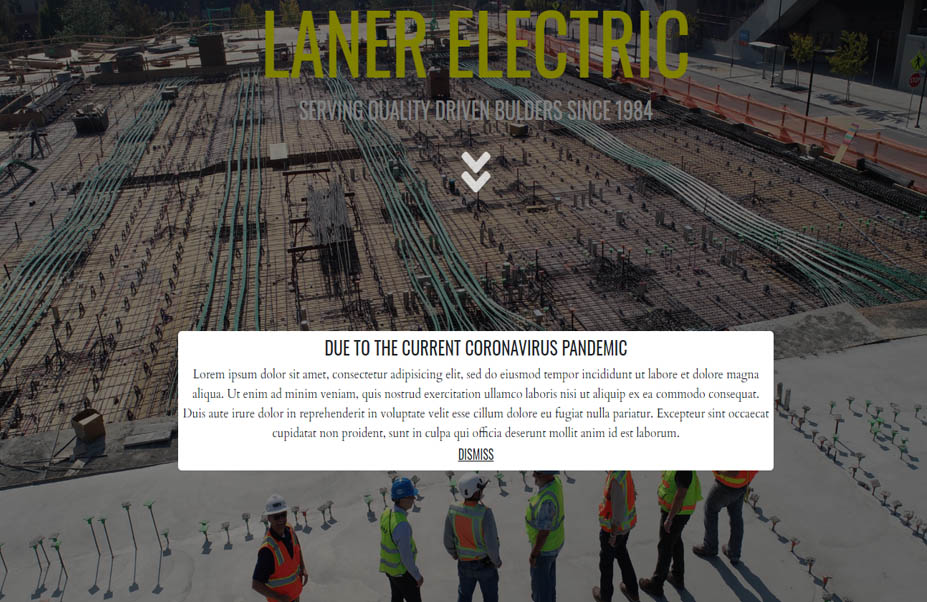 LANER ELECTRIC
SERVING QUALITY DRIVEN BULDERS SINCE 1984
DUE TO THE CURRENT CORONAVIRUS PANDEMIC
Lorem ipsum dolor sit amet, consectetur adipisicing elit, sed do eiusmod tempor incididunt ut labore et dolore magna
aliqua. Ut enim ad minim veniam, quis nostrud exercitation ullamco laboris nisi ut aliquip ex ea commodo consequat.
Duis aute irure dolor in reprehenderit in voluptate velit esse cillum dolore eu fugiat nulla pariatur. Excepteur sint occaecat
cupidatat non proident, sunt in culpa qui officia deserunt mollit anim id est laborum.
DISMISS